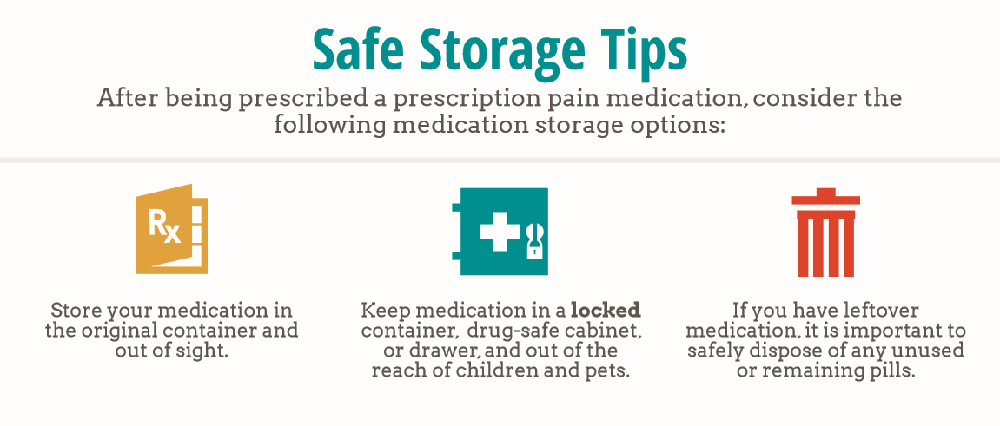 Safe Storage Tips
After being prescribed a prescription pain medication, consider the
following medication storage options:
Rx
Store your medication in
the original container and
out of sight.
Keep medication in a locked
container, drug-safe cabinet,
or drawer, and out of the
reach of children and pets.
If you have leftover
medication, it is important to
safely dispose of any unused
or remaining pills.